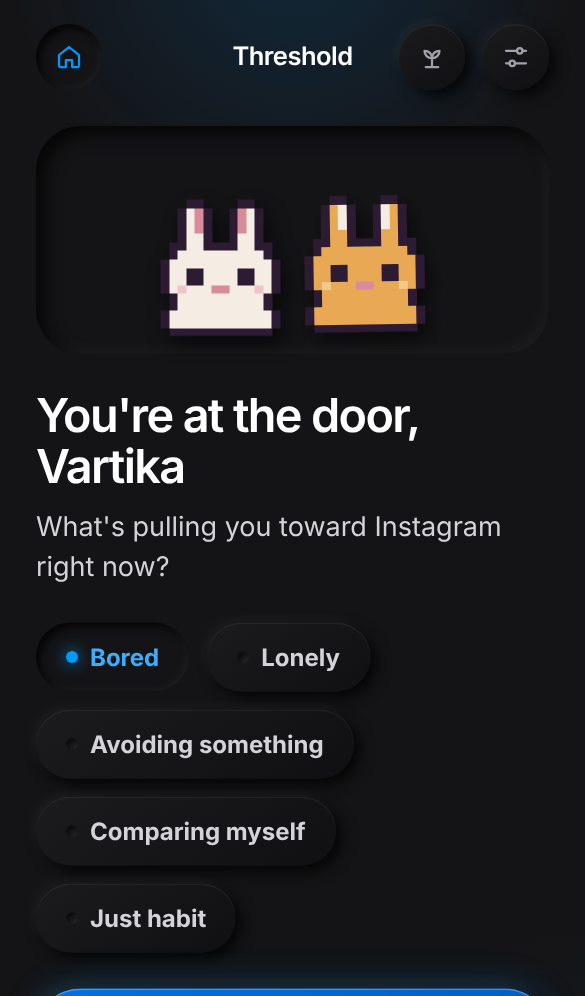 Threshold
You're at the door,
Vartika
What's pulling you toward Instagram
right now?
Bored
Lonely
Avoiding something
Comparing myself
Just habit